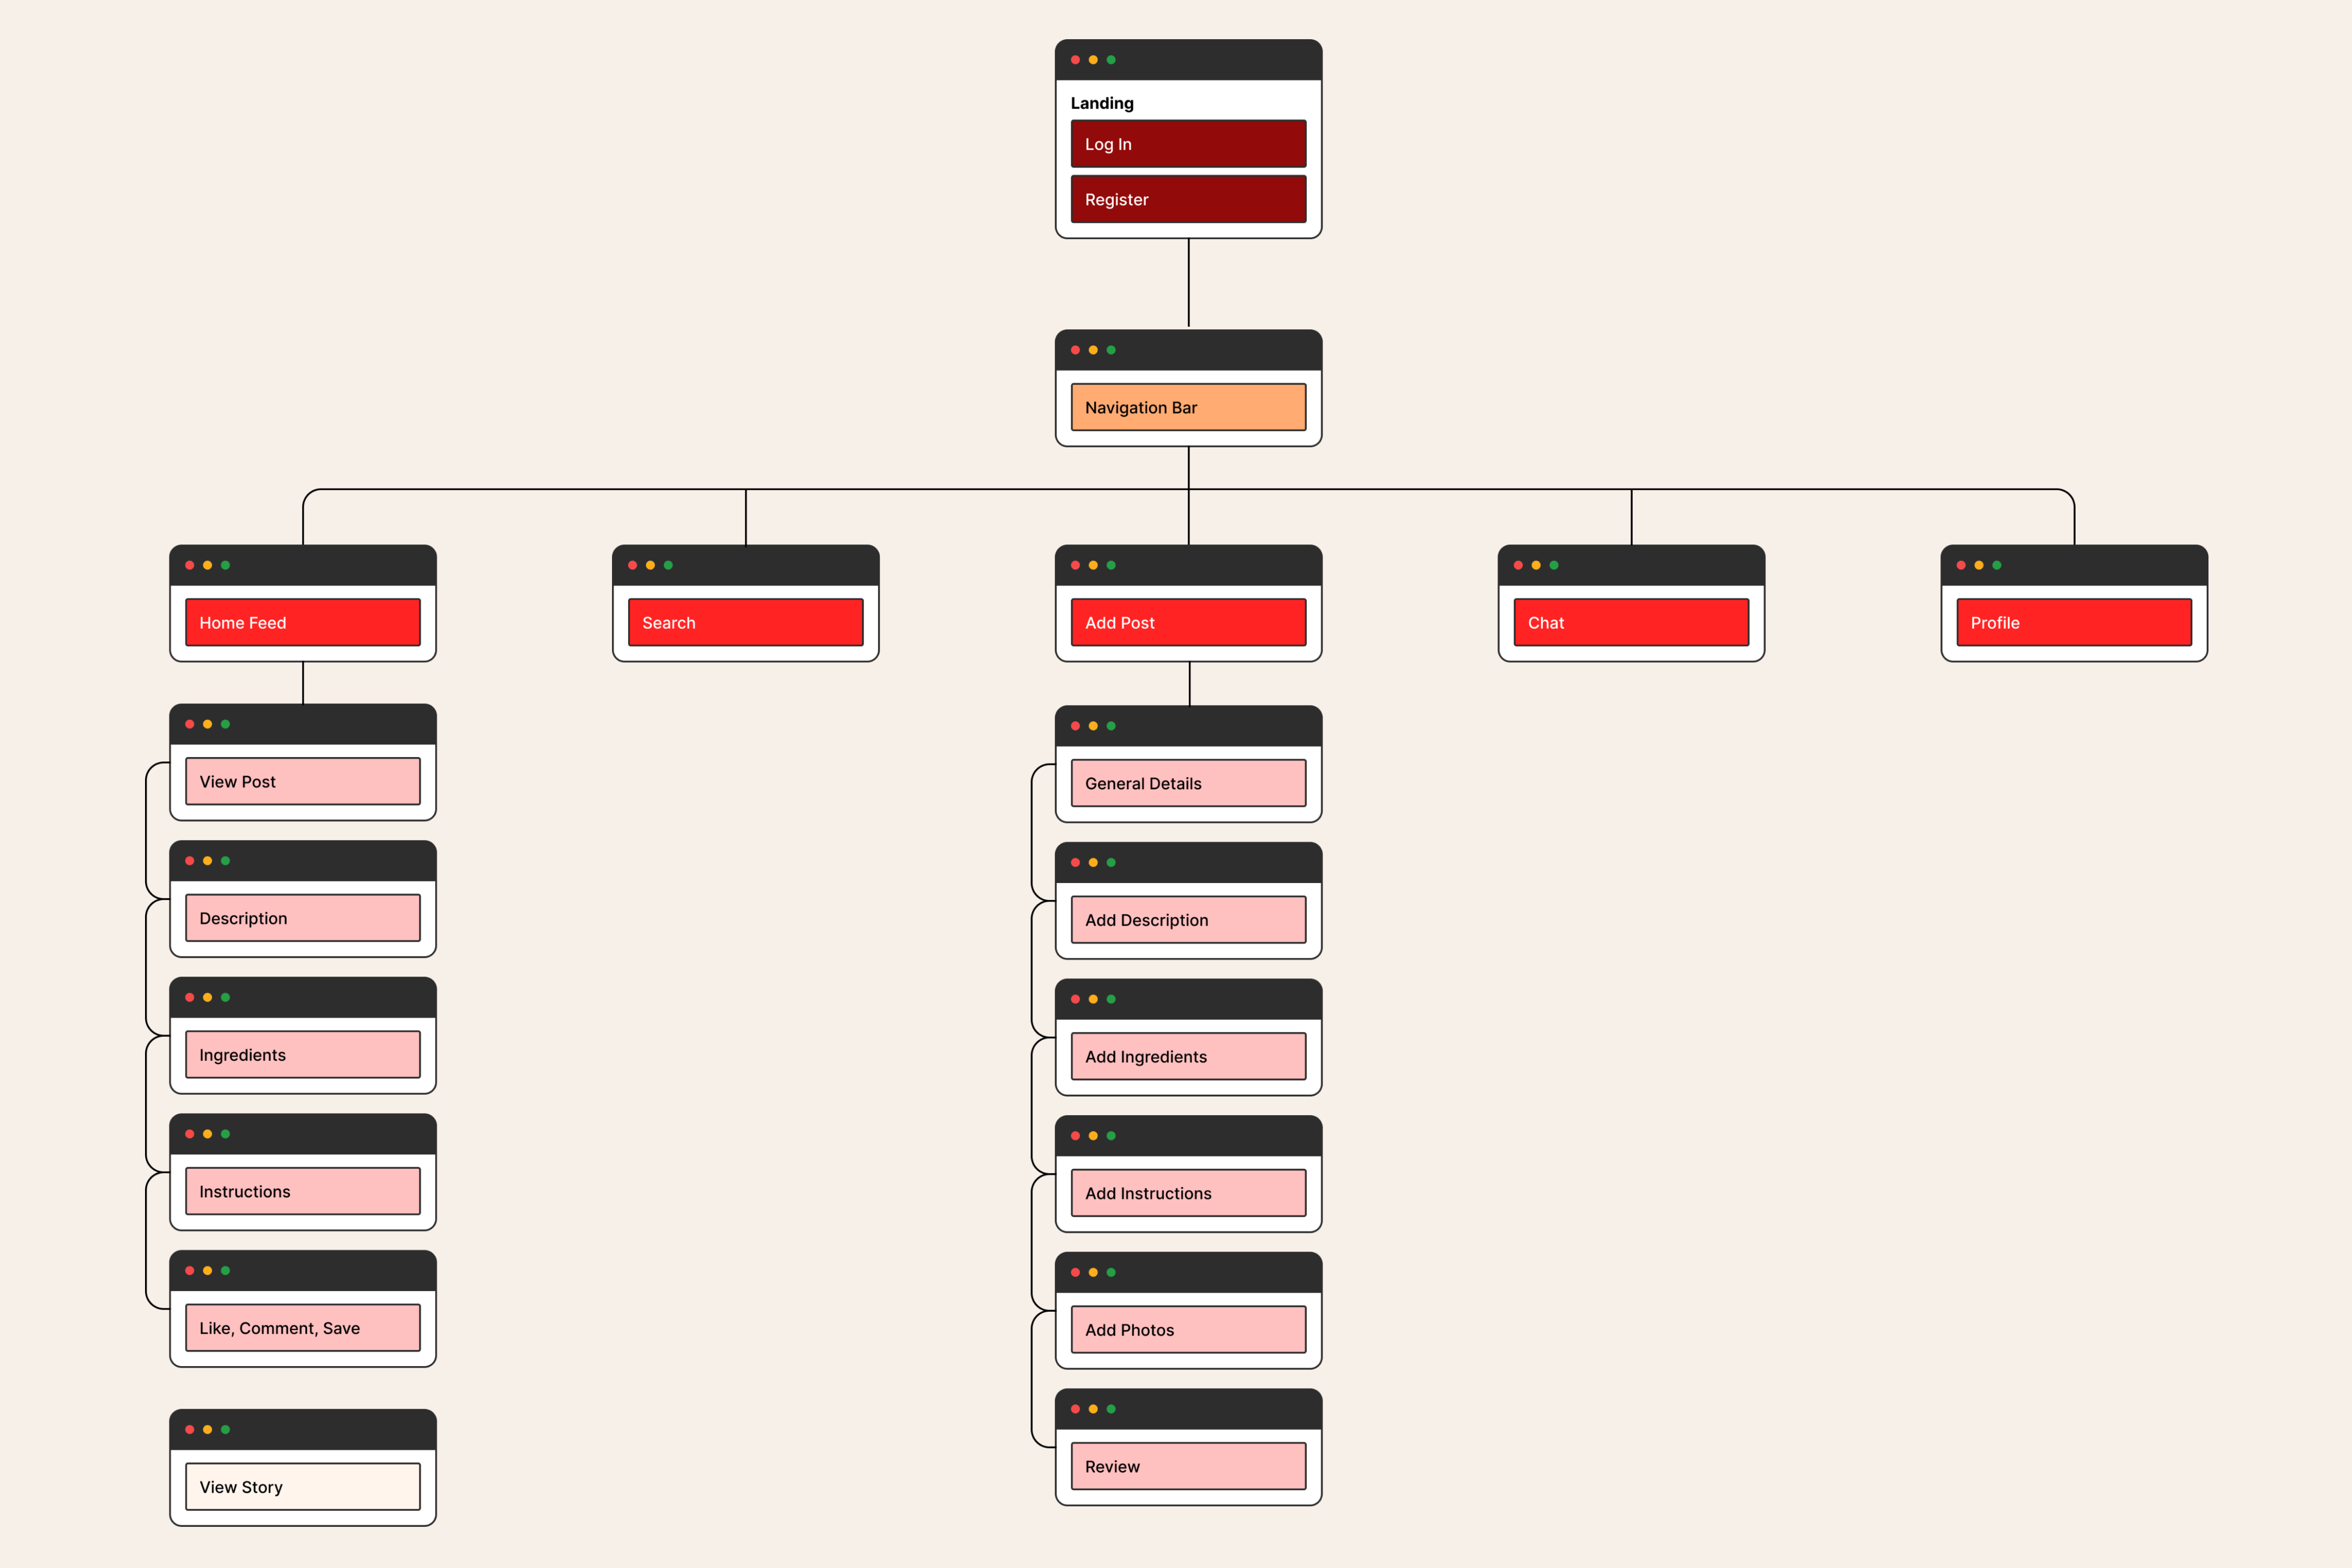 Landing
Log In
Register
Navigation Bar
Home Feed
Search
Add Post
Chat
Profile
View Post
Description
Ingredients
Instructions
Like, Comment, Save
View Story
General Details
Add Description
Add Ingredients
Add Instructions
Add Photos
Review